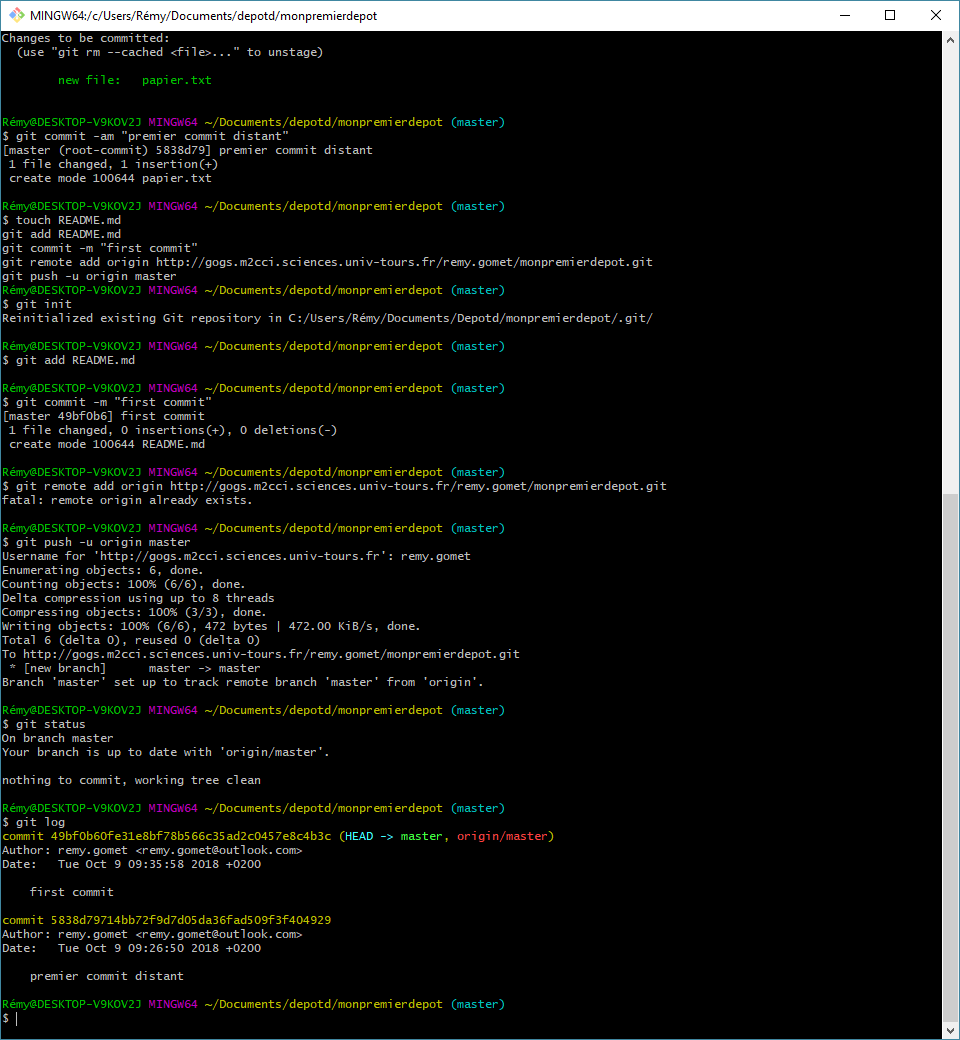 MINGW64:/c/Users/Rémy/Documents/depotd/monpremierdepot
Changes to be committed:
  (use "git rm --cached <file>..." to unstage)
        new file:   papier.txt
Rémy@DESKTOP-V9KOV2J MINGW64 ~/Documents/depotd/monpremierdepot (master)
$ git commit -am "premier commit distant"
[master (root-commit) 5838d79] premier commit distant
 1 file changed, 1 insertion(+)
 create mode 100644 papier.txt
Rémy@DESKTOP-V9KOV2J MINGW64 ~/Documents/depotd/monpremierdepot (master)
$ touch README.md
git add README.md
git commit -m "first commit"
git remote add origin http://gogs.m2cci.sciences.univ-tours.fr/remy.gomet/monpremierdepot.git
git push -u origin master
Rémy@DESKTOP-V9KOV2J MINGW64 ~/Documents/depotd/monpremierdepot (master)
$ git init
Reinitialized existing Git repository in C:/Users/Rémy/Documents/Depotd/monpremierdepot/.git/
Rémy@DESKTOP-V9KOV2J MINGW64 ~/Documents/depotd/monpremierdepot (master)
$ git add README.md
Rémy@DESKTOP-V9KOV2J MINGW64 ~/Documents/depotd/monpremierdepot (master)
$ git commit -m "first commit"
[master 49bf0b6] first commit
 1 file changed, 0 insertions(+), 0 deletions(-)
 create mode 100644 README.md
Rémy@DESKTOP-V9KOV2J MINGW64 ~/Documents/depotd/monpremierdepot (master)
$ git remote add origin http://gogs.m2cci.sciences.univ-tours.fr/remy.gomet/monpremierdepot.git
fatal: remote origin already exists.
Rémy@DESKTOP-V9KOV2J MINGW64 ~/Documents/depotd/monpremierdepot (master)
$ git push -u origin master
Username for 'http://gogs.m2cci.sciences.univ-tours.fr': remy.gomet
Enumerating objects: 6, done.
Counting objects: 100% (6/6), done.
Delta compression using up to 8 threads
Compressing objects: 100% (3/3), done.
Writing objects: 100% (6/6), 472 bytes | 472.00 KiB/s, done.
Total 6 (delta 0), reused 0 (delta 0)
To http://gogs.m2cci.sciences.univ-tours.fr/remy.gomet/monpremierdepot.git
 * [new branch]      master -> master
Branch 'master' set up to track remote branch 'master' from 'origin'.
Rémy@DESKTOP-V9KOV2J MINGW64 ~/Documents/depotd/monpremierdepot (master)
$ git status
On branch master
Your branch is up to date with 'origin/master'.
nothing to commit, working tree clean
Rémy@DESKTOP-V9KOV2J MINGW64 ~/Documents/depotd/monpremierdepot (master)
$ git log
commit 49bf0b60fe31e8bf78b566c35ad2c0457e8c4b3c (HEAD -> master, origin/master)
Author: remy.gomet <remy.gomet@outlook.com>
Date:   Tue Oct 9 09:35:58 2018 +0200
    first commit
commit 5838d79714bb72f9d7d05da36fad509f3f404929
Author: remy.gomet <remy.gomet@outlook.com>
Date:   Tue Oct 9 09:26:50 2018 +0200
    premier commit distant
Rémy@DESKTOP-V9KOV2J MINGW64 ~/Documents/depotd/monpremierdepot (master)
$